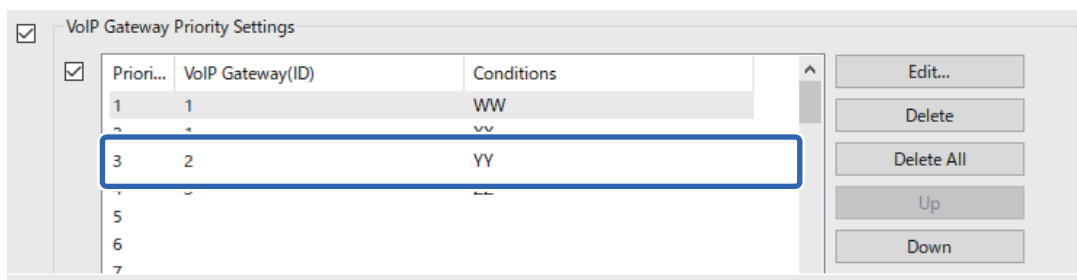 VoIP Gateway Priority Settings
Priori... VoIP Gateway(ID) Conditions
1 1 WW
3 2 YY
5
6
7
Edit...
Delete
Delete All
Up
Down